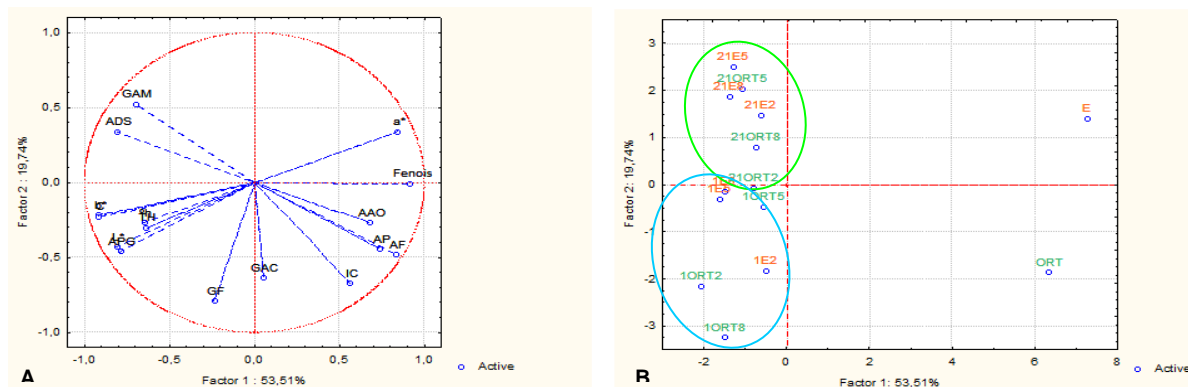 1,0
0,5
0,0
-0,5
-1,0
-1,0
-0,5
0,0
0,5
1,0
Factor 2 : 19,74%
Factor 1 : 53,51%
GAM
ADS
a*
Fenois
AAO
AP
AF
IC
GAC
GF
L*
A
Active
3
2
1
0
-1
-2
-3
-2
0
2
4
6
8
Factor 2: 19,74%
Factor 1: 53,51%
21E5
21ORT5
21E8
21E2
21ORT8
21ORT2
1ORT5
1E2
1ORT2
1ORT8
E
ORT
B
Active